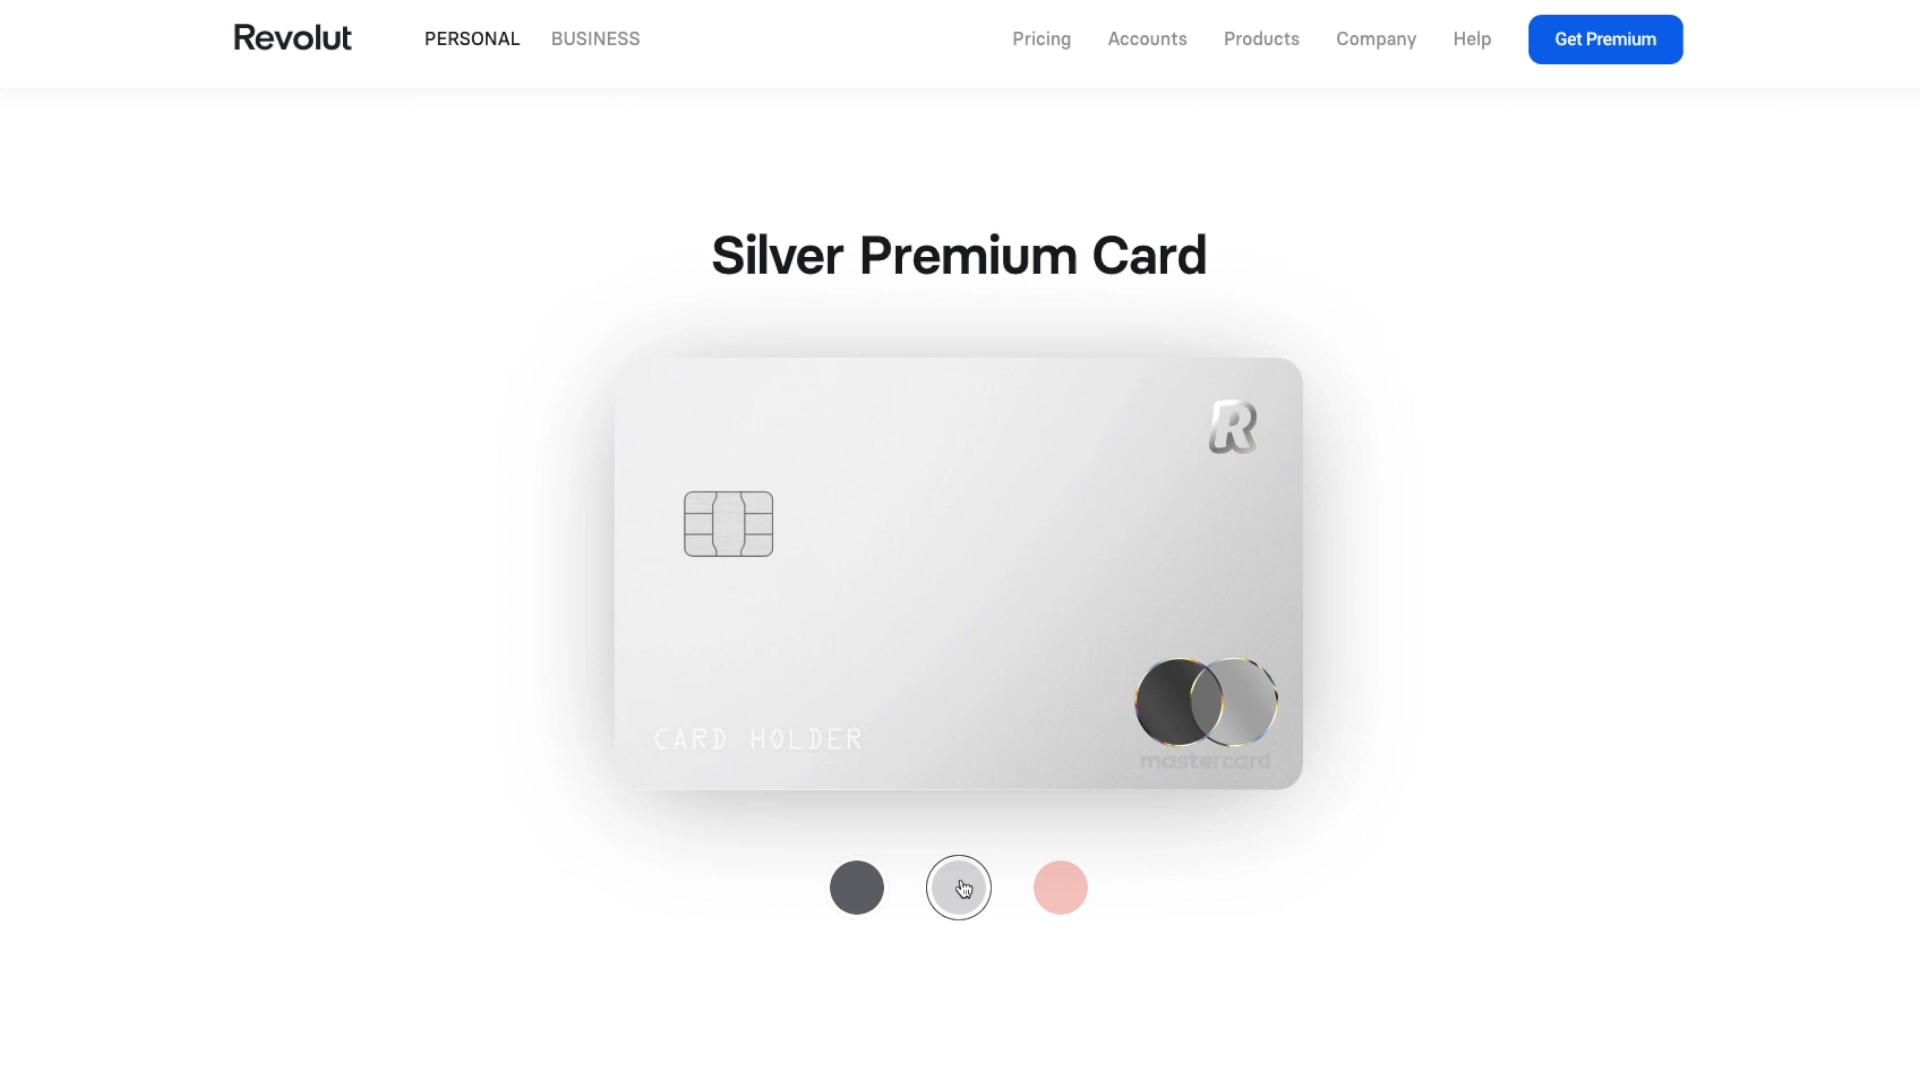 Revolut
PERSONAL
BUSINESS
Pricing
Accounts
Products
Company
Help
Get Premium
Silver Premium Card
R
CARD HOLDER
mastercard